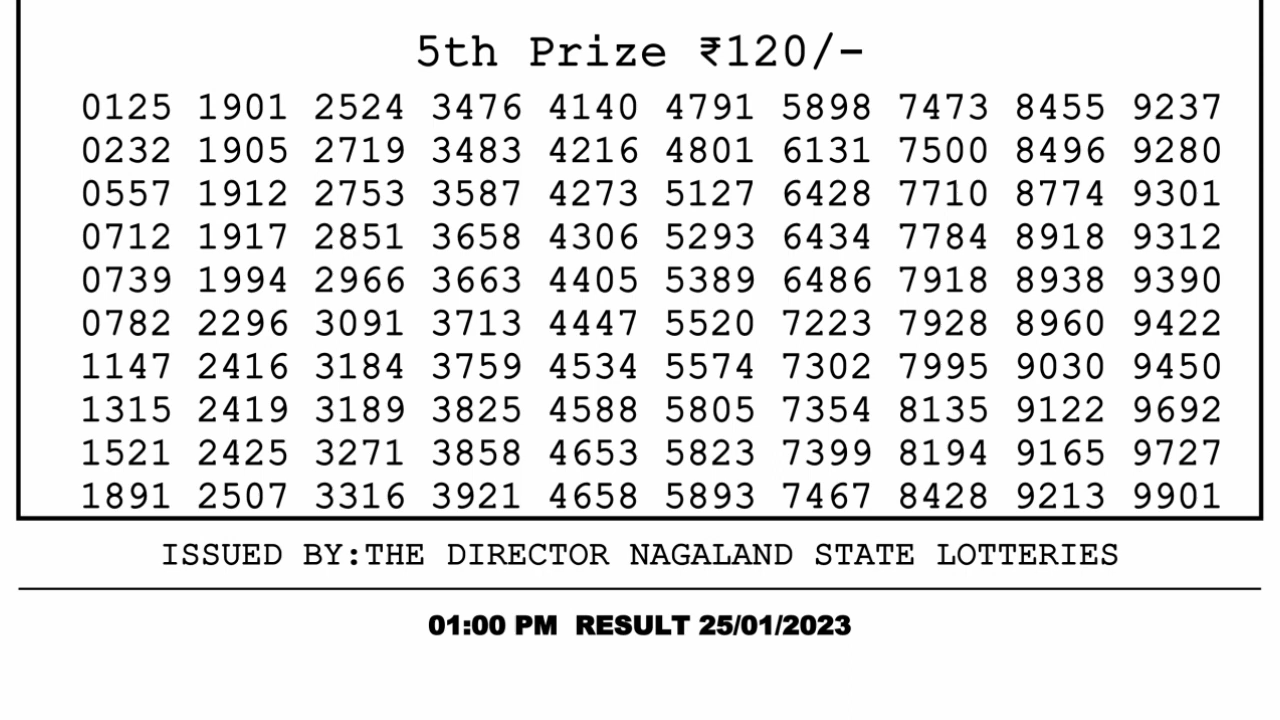 5th Prize ₹120/-
0125 1901 2524 3476 4140 4791 5898 7473 8455 9237
0232 1905 2719 3483 4216 4801 6131 7500 8496 9280
0557 1912 2753 3587 4273 5127 6428 7710 8774 9301
0712 1917 2851 3658 4306 5293 6434 7784 8918 9312
0739 1994 2966 3663 4405 5389 6486 7918 8938 9390
0782 2296 3091 3713 4447 5520 7223 7928 8960 9422
1147 2416 3184 3759 4534 5574 7302 7995 9030 9450
1315 2419 3189 3825 4588 5805 7354 8135 9122 9692
1521 2425 3271 3858 4653 5823 7399 8194 9165 9727
1891 2507 3316 3921 4658 5893 7467 8428 9213 9901
ISSUED BY:THE DIRECTOR NAGALAND STATE LOTTERIES
01:00 PM RESULT 25/01/2023